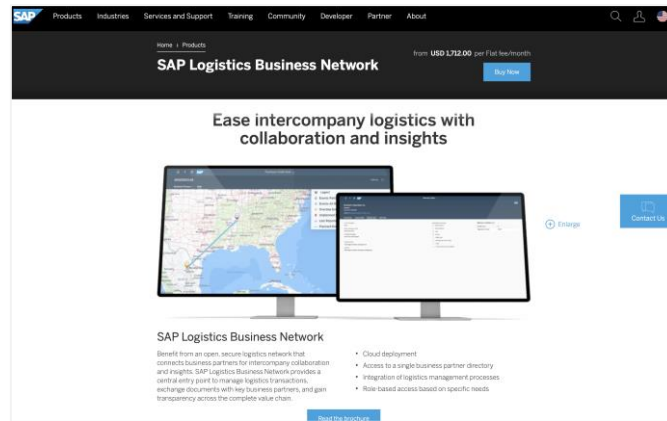 SAP Products Industries Services and Support Training Community Developer Partner About
Home › Products
SAP Logistics Business Network
from USD 1,712.00 per Flat fee/month
Buy Now
Ease intercompany logistics with
collaboration and insights
Enlarge
Contact Us
SAP Logistics Business Network
Benefit from an open, secure logistics network that
connects business partners for intercompany collaboration
and insights. SAP Logistics Business Network provides a
central entry point to manage logistics transactions,
exchange documents with key business partners, and gain
transparency across the complete value chain.
• Cloud deployment
• Access to a single business partner directory
• Integration of logistics management processes
• Role-based access based on specific needs
Read the brochure